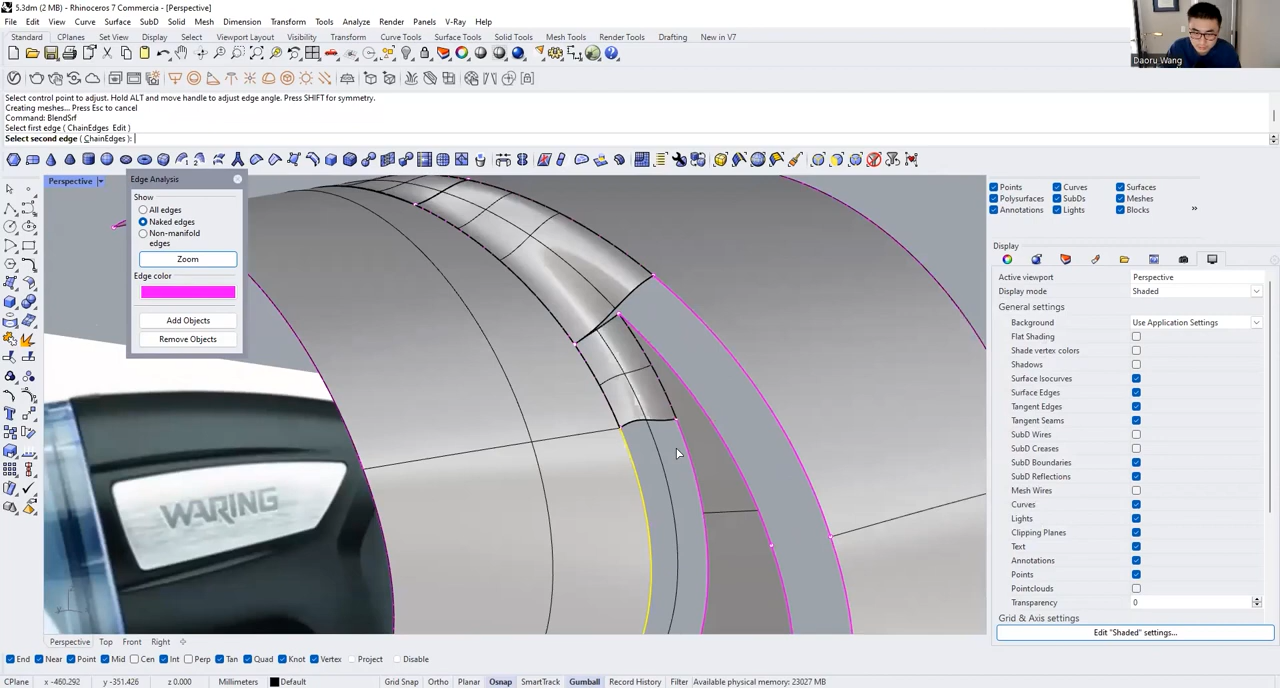 5.3dm (2 MB) - Rhinoceros 7 Commercia - [Perspective]
File Edit View Curve Surface SubD Solid Mesh Dimension Transform Tools Analyze Render Panels V-Ray Help
Standard CPlanes Set View Display Select Viewport Layout Visibility Transform Curve Tools Surface Tools Solid Tools Mesh Tools Render Tools Drafting New in V7
Daoru Wang
Select control point to adjust. Hold ALT and move handle to adjust edge angle. Press SHIFT for symmetry.
Creating meshes... Press Esc to cancel
Command: BlendSrf
Select first edge ( ChainEdges Edit )
Select second edge ( ChainEdges ):
Perspective
Edge Analysis
Show
All edges
Naked edges
Non-manifold
edges
Zoom
Edge color
Add Objects
Remove Objects
WARING
Points Curves Surfaces
Polysurfaces SubDs Meshes
Annotations Lights Blocks
Display
Active viewport Perspective
Display mode Shaded
General settings
Background Use Application Settings
Flat Shading
Shade vertex colors
Shadows
Surface Isocurves
Surface Edges
Tangent Edges
Tangent Seams
SubD Wires
SubD Creases
SubD Boundaries
SubD Reflections
Mesh Wires
Curves
Lights
Clipping Planes
Text
Annotations
Points
Pointclouds
Transparency 0
Grid & Axis settings
Edit "Shaded" settings...
Perspective Top Front Right
End Near Point Mid Cen Int Perp Tan Quad Knot Vertex Project Disable
CPlane x -460.292 y -351.426 z 0.000 Millimeters Default Grid Snap Ortho Planar Osnap SmartTrack Gumball Record History Filter Available physical memory: 23027 MB